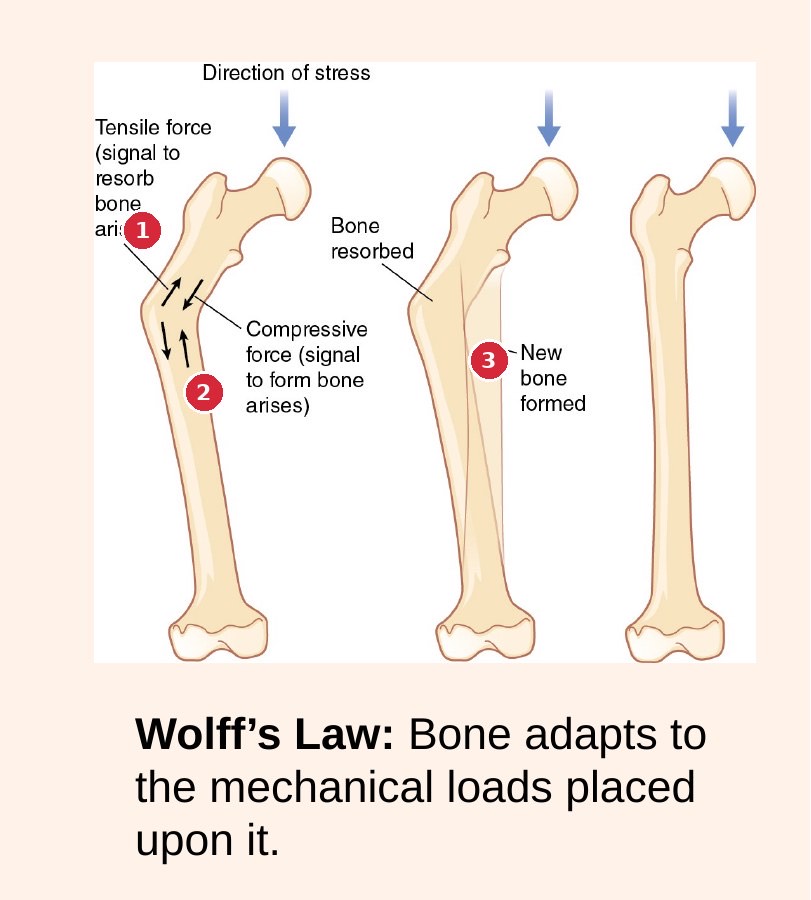 Direction of stress
Tensile force
(signal to
resorb
bone
1
2
Compressive
force (signal
to form bone
arises)
Bone
resorbed
3
New
bone
formed
Wolff’s Law: Bone adapts to
the mechanical loads placed
upon it.